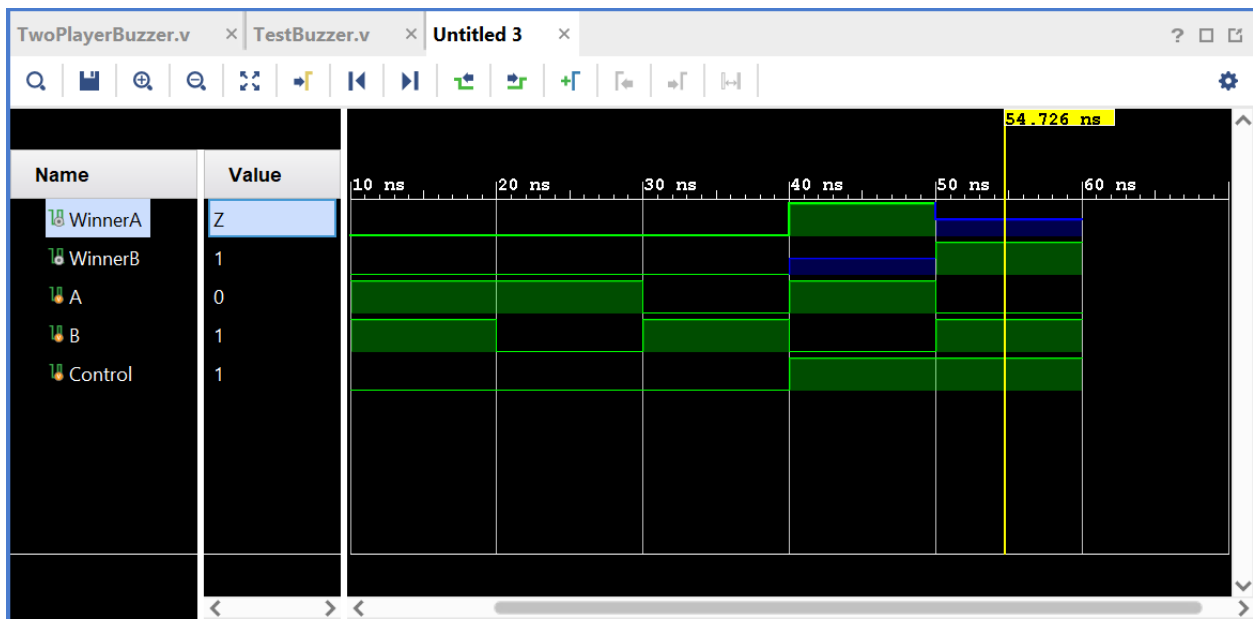 TwoPlayerBuzzer.v × TestBuzzer.v × Untitled 3 × ?
54.726 ns
Name Value 10 ns 20 ns 30 ns 40 ns 50 ns 60 ns
WinnerA Z
WinnerB 1
A 0
B 1
Control 1